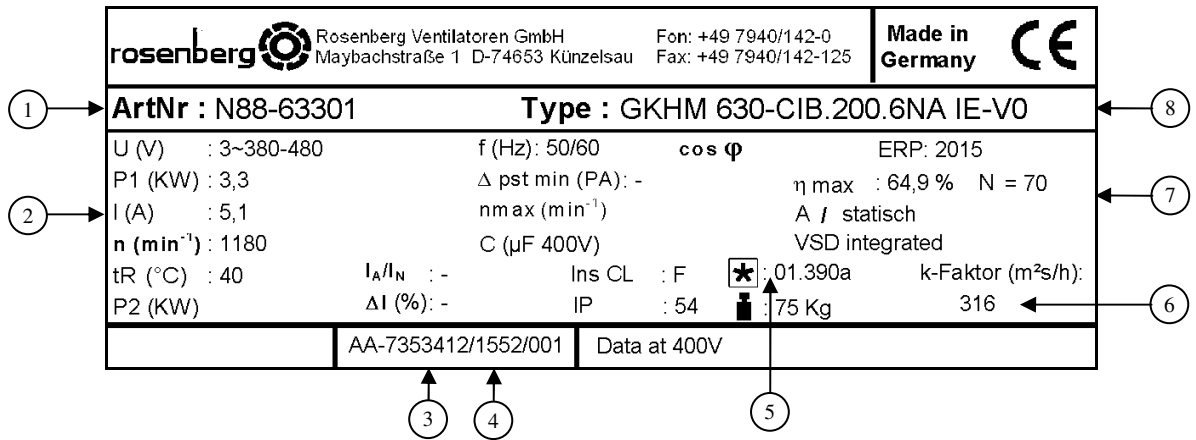 rosenberg
Rosenberg Ventilatoren GmbH Fon: +49 7940/142-0
Maybachstraße 1 D-74653 Künzelsau Fax: +49 7940/142-125
Made in
Germany
CE
1 ArtNr : N88-63301 Type : GKHM 630-CIB.200.6NA IE-V0 8
U (V) : 3~380-480 f (Hz): 50/60 cos φ ERP: 2015
P1 (KW) : 3,3 Δ pst min (PA): - η max : 64,9 % N = 70 7
2 I (A) : 5,1 nmax (min⁻¹) A / statisch
n (min⁻¹) : 1180 C (µF 400V) VSD integrated
tR (°C) : 40 I_A/I_N : - Ins CL : F * : 01.390a k-Faktor (m²s/h):
P2 (KW) ΔI (%): - IP : 54 : 75 Kg 316 6
AA-7353412/1552/001 Data at 400V
3 4 5